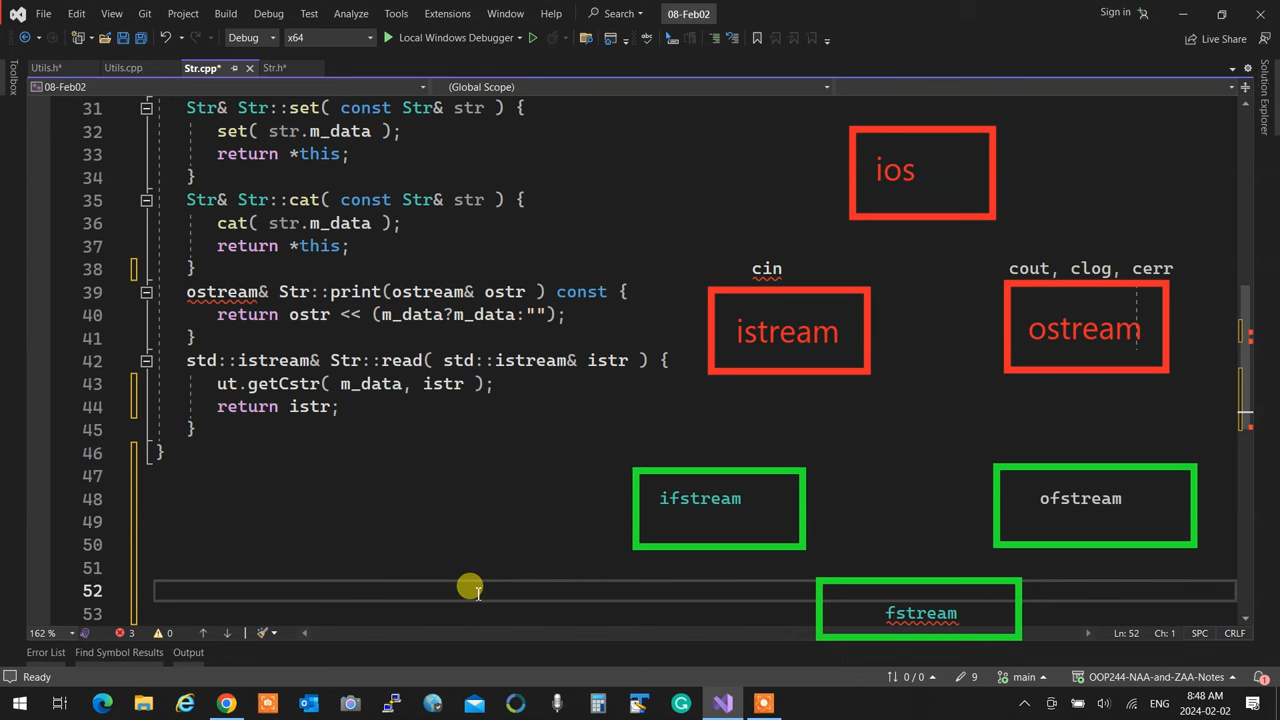 File Edit View Git Project Build Debug Test Analyze Tools Extensions Window Help Search 08-Feb02 Sign in
Debug x64 Local Windows Debugger Live Share
Toolbox
Utils.h* Utils.cpp Str.cpp* Str.h*
Solution Explorer
08-Feb02 (Global Scope)
31 Str& Str::set( const Str& str ) {
32 set( str.m_data );
33 return *this;
34 }
35 Str& Str::cat( const Str& str ) {
36 cat( str.m_data );
37 return *this;
38 }
39 ostream& Str::print(ostream& ostr ) const {
40 return ostr << (m_data?m_data:"");
41 }
42 std::istream& Str::read( std::istream& istr ) {
43 ut.getCstr( m_data, istr );
44 return istr;
45 }
46 }
47
48
49
50
51
52
53
ios
cin cout, clog, cerr
istream ostream
ifstream ofstream
fstream
162 % 3 0 Ln: 52 Ch: 1 SPC CRLF
Error List Find Symbol Results Output
Ready 0 / 0 9 main OOP244-NAA-and-ZAA-Notes 1
ENG 8:48 AM
2024-02-02